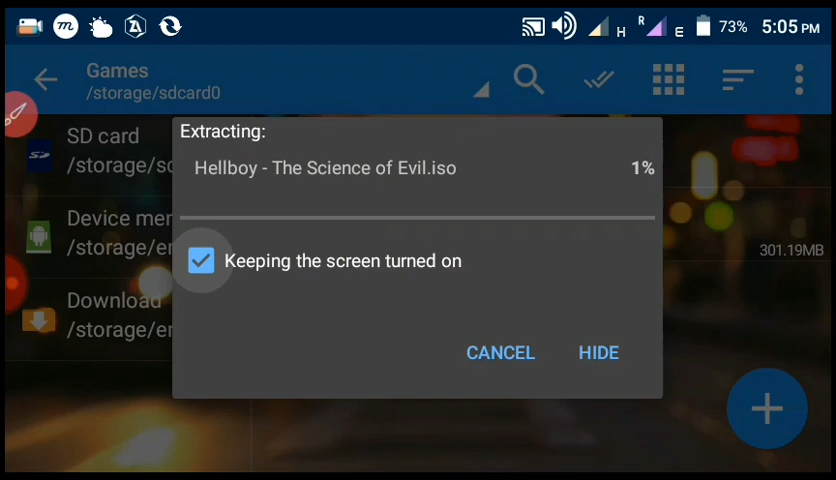 H R E 73% 5:05 PM
Games
/storage/sdcard0
Extracting:
Hellboy - The Science of Evil.iso 1%
Keeping the screen turned on
CANCEL HIDE
SD card
/storage/sc
Device mer
/storage/er
Download
/storage/er
301.19MB